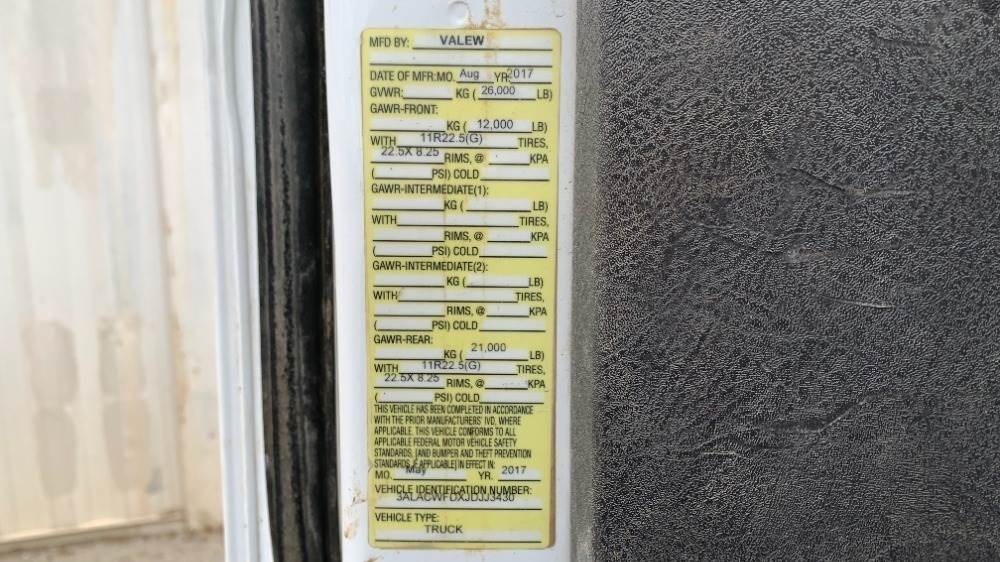 MFD BY: VALEW
DATE OF MFR:MO. Aug YR. 2017
GVWR: KG ( 26,000 LB)
GAWR-FRONT:
KG ( 12,000 LB)
WITH 11R22.5(G) TIRES,
22.5X 8.25 RIMS, @ KPA
( PSI) COLD
GAWR-INTERMEDIATE(1):
KG ( LB)
WITH TIRES,
RIMS, @ KPA
( PSI) COLD
GAWR-INTERMEDIATE(2):
KG ( LB)
WITH TIRES,
RIMS, @ KPA
( PSI) COLD
GAWR-REAR:
KG ( 21,000 LB)
WITH 11R22.5(G) TIRES,
22.5X 8.25 RIMS, @ KPA
( PSI) COLD
THIS VEHICLE HAS BEEN COMPLETED IN ACCORDANCE
WITH THE PRIOR MANUFACTURERS' IVD, WHERE
APPLICABLE. THIS VEHICLE CONFORMS TO ALL
APPLICABLE FEDERAL MOTOR VEHICLE SAFETY
STANDARDS, [AND BUMPER AND THEFT PREVENTION
STANDARDS, IF APPLICABLE] IN EFFECT IN:
MO. May YR. 2017
VEHICLE IDENTIFICATION NUMBER:
3ALACWFDXJDJJ3430
VEHICLE TYPE:
TRUCK